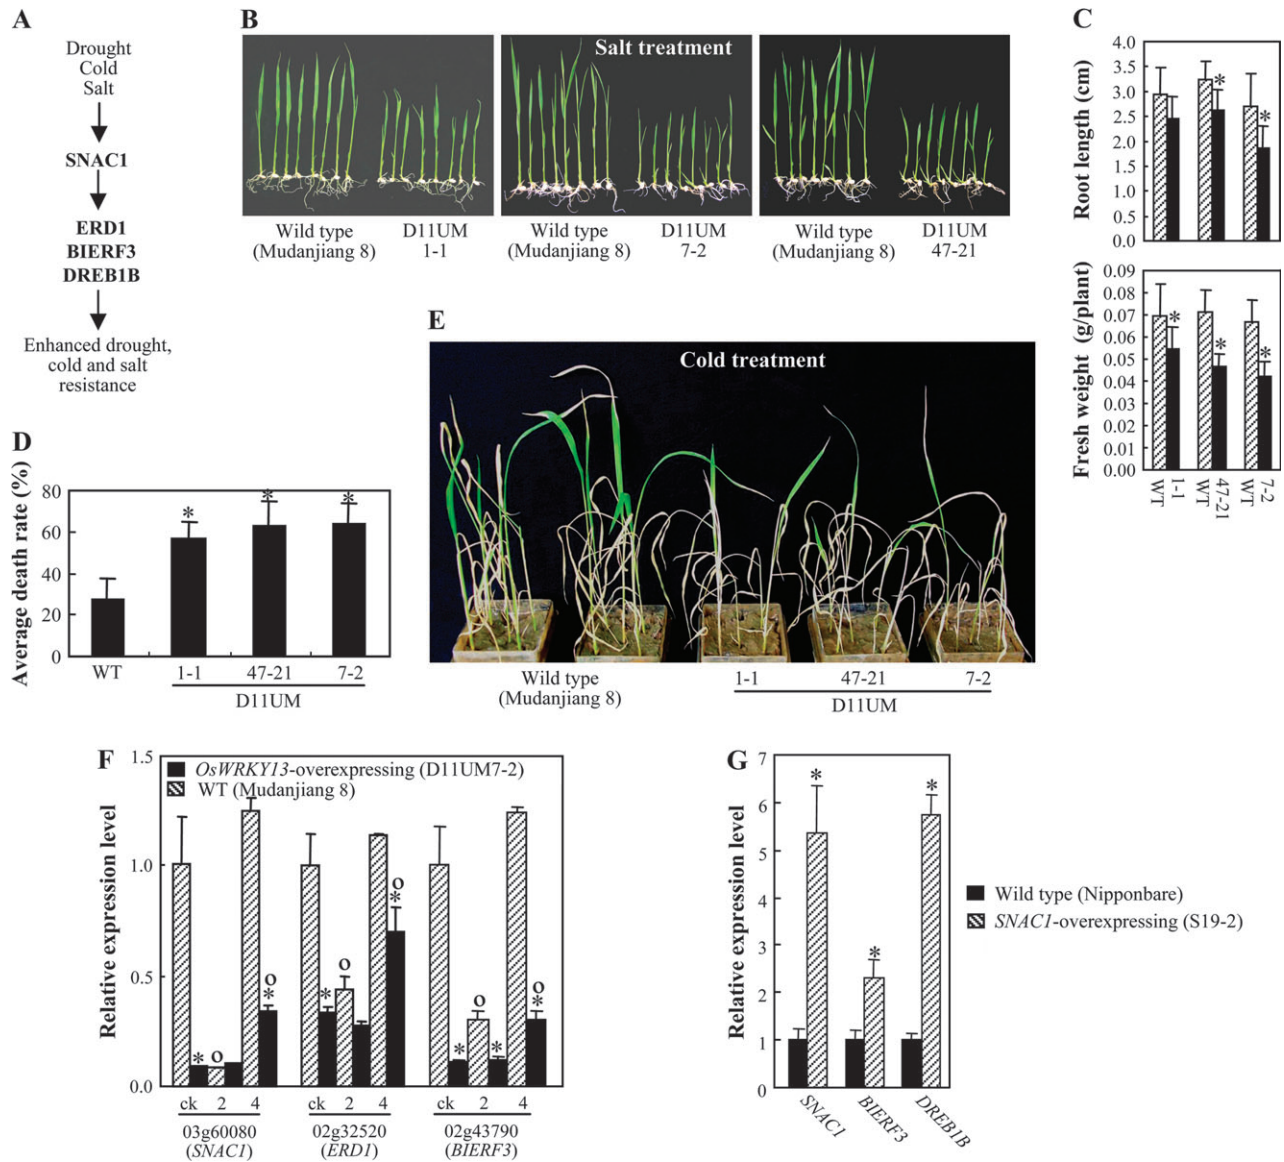 A
Drought
Cold
Salt
SNAC1
ERD1
BIERF3
DREB1B
Enhanced drought,
cold and salt
resistance
B
Salt treatment
Wild type
(Mudanjiang 8)
D11UM
1-1
Wild type
(Mudanjiang 8)
D11UM
7-2
Wild type
(Mudanjiang 8)
D11UM
47-21
C
Root length (cm)
4.0
3.5
3.0
2.5
2.0
1.5
1.0
0.5
0.0
*
*
Fresh weight (g/plant)
0.09
0.08
0.07
0.06
0.05
0.04
0.03
0.02
0.01
0.00
*
*
*
WT
1-1
WT
47-21
WT
7-2
D
Average death rate (%)
80
60
40
20
0
*
*
*
WT
1-1
47-21
7-2
D11UM
E
Cold treatment
Wild type
(Mudanjiang 8)
1-1
47-21
7-2
D11UM
F
Relative expression level
1.5
1.0
0.5
0.0
OsWRKY13-overexpressing (D11UM7-2)
WT (Mudanjiang 8)
* o o *
* o o *
* o * o *
ck 2 4
ck 2 4
ck 2 4
03g60080
(SNAC1)
02g32520
(ERD1)
02g43790
(BIERF3)
G
Relative expression level
7
6
5
4
3
2
1
0
*
*
*
SNAC1
BIERF3
DREB1B
Wild type (Nipponbare)
SNAC1-overexpressing (S19-2)